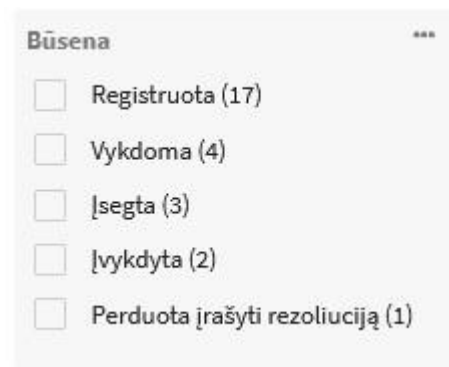 Būsena
Registruota (17)
Vykdoma (4)
Įsegta (3)
Įvykdyta (2)
Perduota įrašyti rezoliuciją (1)